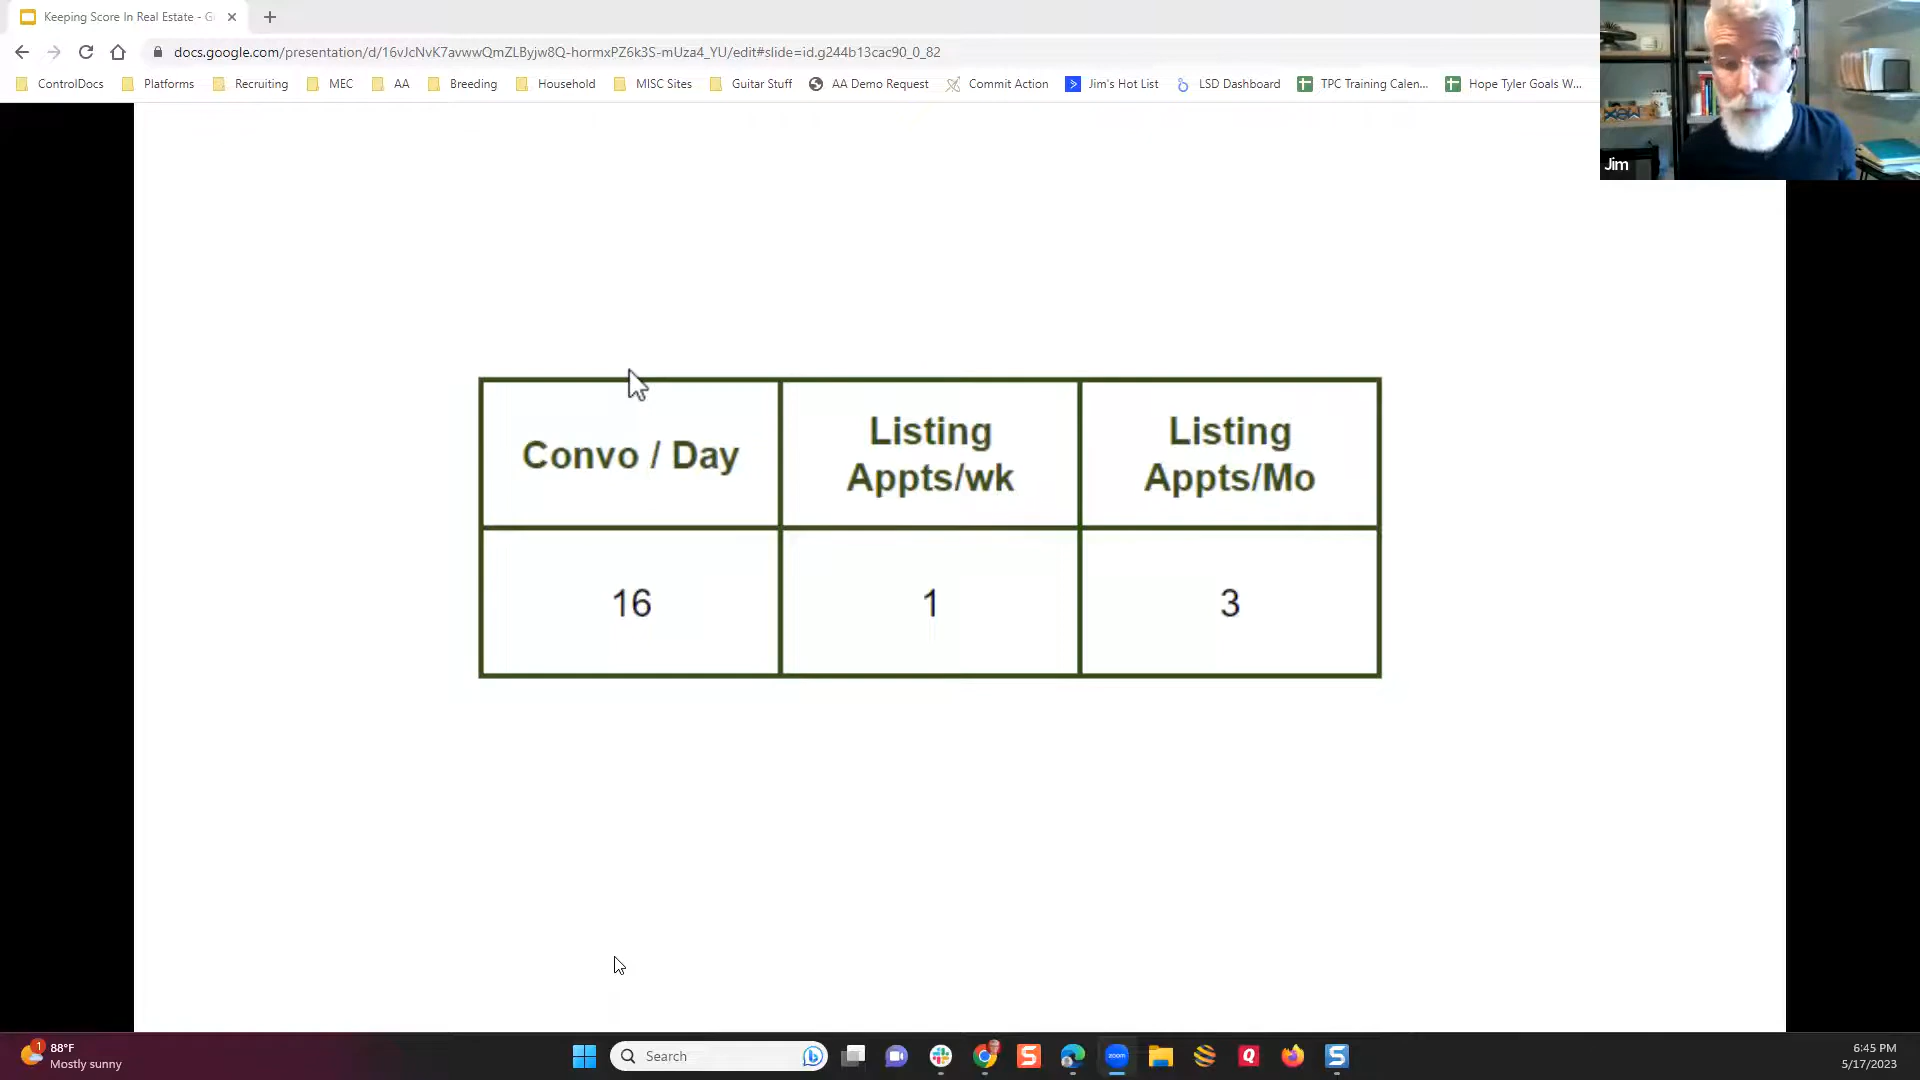 Keeping Score In Real Estate - G
docs.google.com/presentation/d/16vJcNvK7avwwQmZLByjw8Q-hormxPZ6k3S-mUza4_YU/edit#slide=id.g244b13cac90_0_82
ControlDocs Platforms Recruiting MEC AA Breeding Household MISC Sites Guitar Stuff AA Demo Request Commit Action Jim's Hot List LSD Dashboard TPC Training Calen... Hope Tyler Goals W...
Jim
Convo / Day
Listing
Appts/wk
Listing
Appts/Mo
16
1
3
1
88°F
Mostly sunny
Search
zoom
6:45 PM
5/17/2023